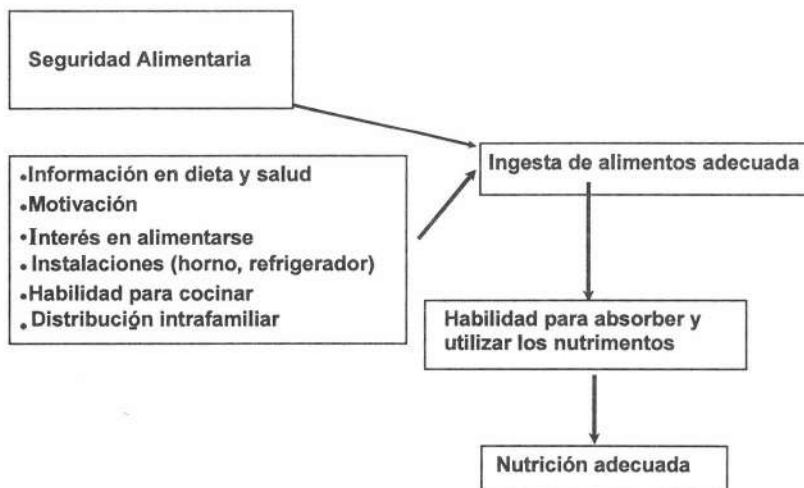 Seguridad Alimentaria
•Información en dieta y salud
•Motivación
•Interés en alimentarse
•Instalaciones (horno, refrigerador)
•Habilidad para cocinar
•Distribución intrafamiliar
Ingesta de alimentos adecuada
Habilidad para absorber y
utilizar los nutrimentos
Nutrición adecuada